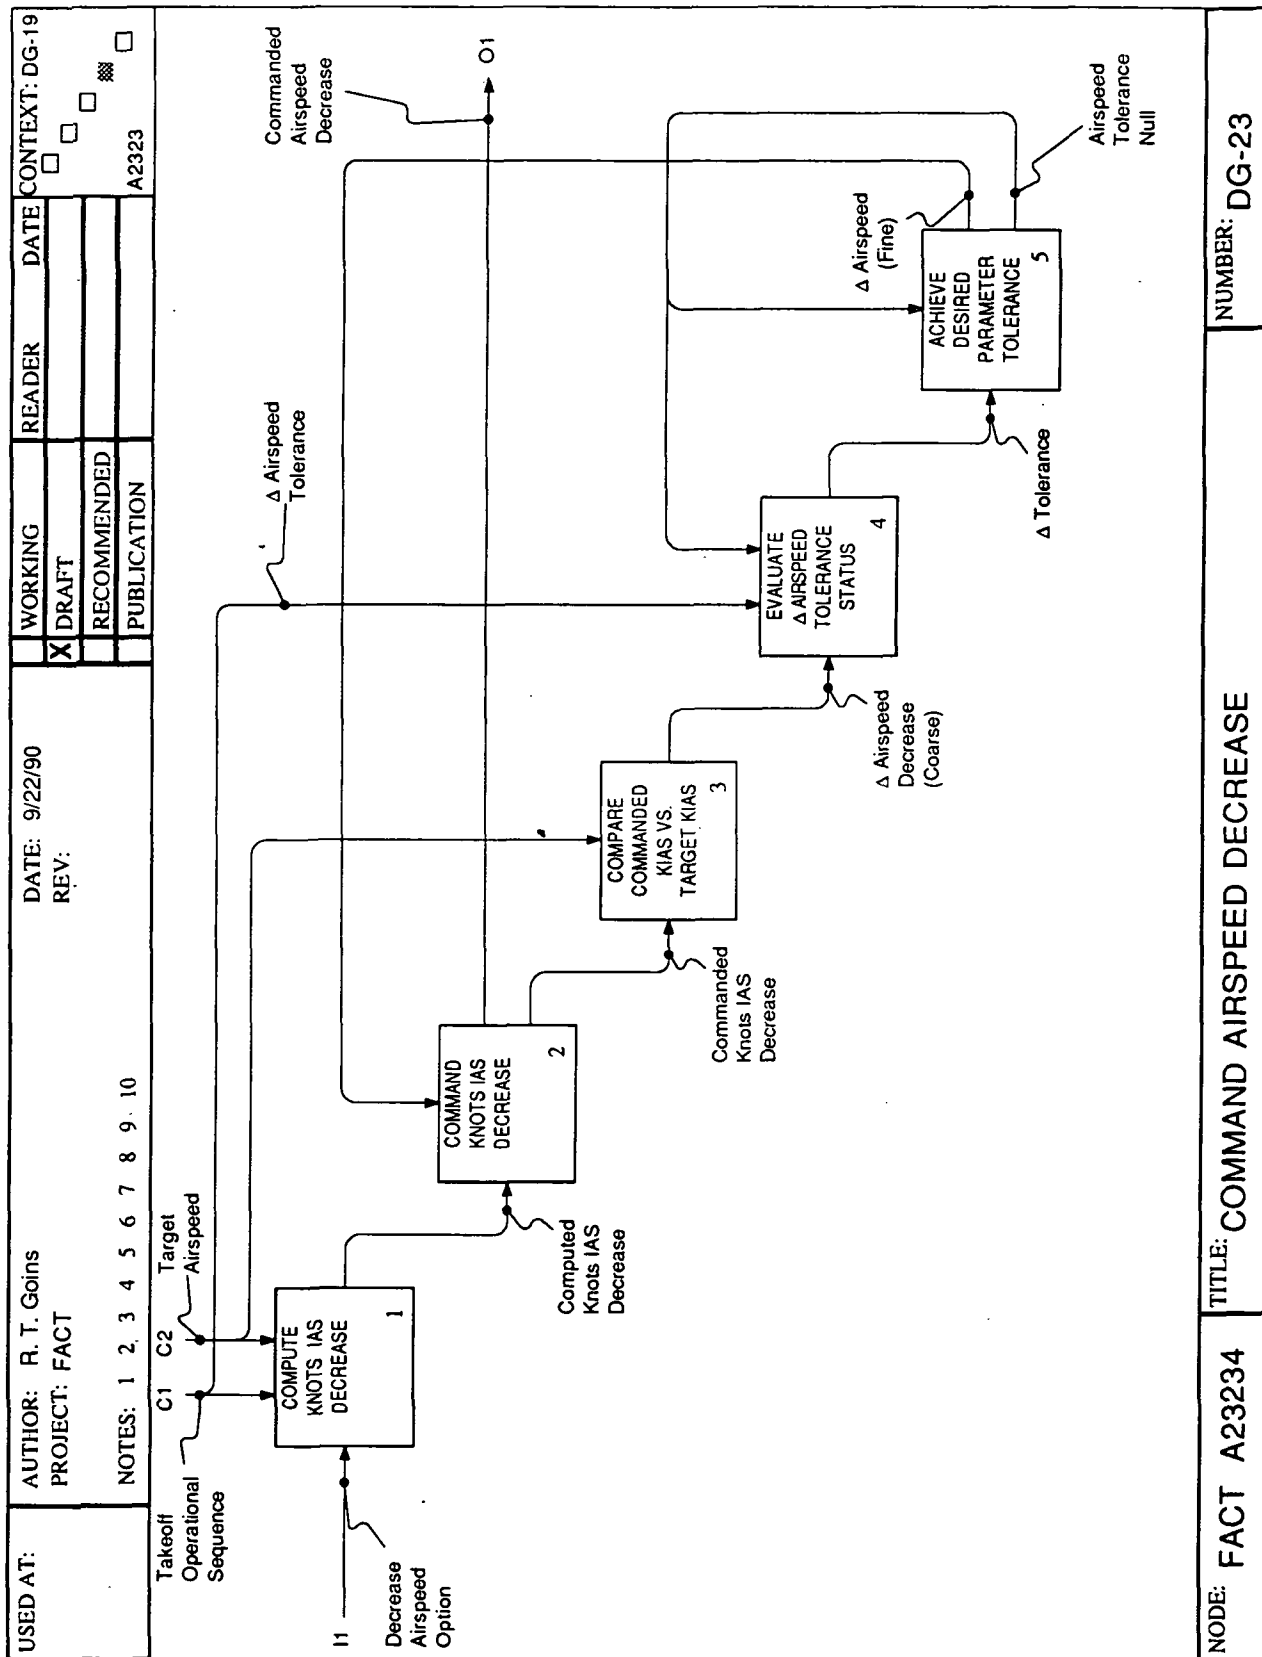 USED AT:
AUTHOR: R. T. Goins
PROJECT: FACT
DATE: 9/22/90
REV:
NOTES: 1 2 3 4 5 6 7 8 9 10
WORKING
X DRAFT
RECOMMENDED
PUBLICATION
READER DATE
CONTEXT: DG-19
A2323
Takeoff
Operational
Sequence
C1
C2
Target
Airspeed
I1
Decrease
Airspeed
Option
COMPUTE
KNOTS IAS
DECREASE
1
Computed
Knots IAS
Decrease
COMMAND
KNOTS IAS
DECREASE
2
Commanded
Knots IAS
Decrease
COMPARE
COMMANDED
KIAS VS.
TARGET KIAS
3
Δ Airspeed
Decrease
(Coarse)
Δ Airspeed
Tolerance
EVALUATE
Δ AIRSPEED
TOLERANCE
STATUS
4
Δ Tolerance
ACHIEVE
DESIRED
PARAMETER
TOLERANCE
5
Δ Airspeed
(Fine)
Airspeed
Tolerance
Null
Commanded
Airspeed
Decrease
O1
NODE: FACT A23234
TITLE: COMMAND AIRSPEED DECREASE
NUMBER: DG-23